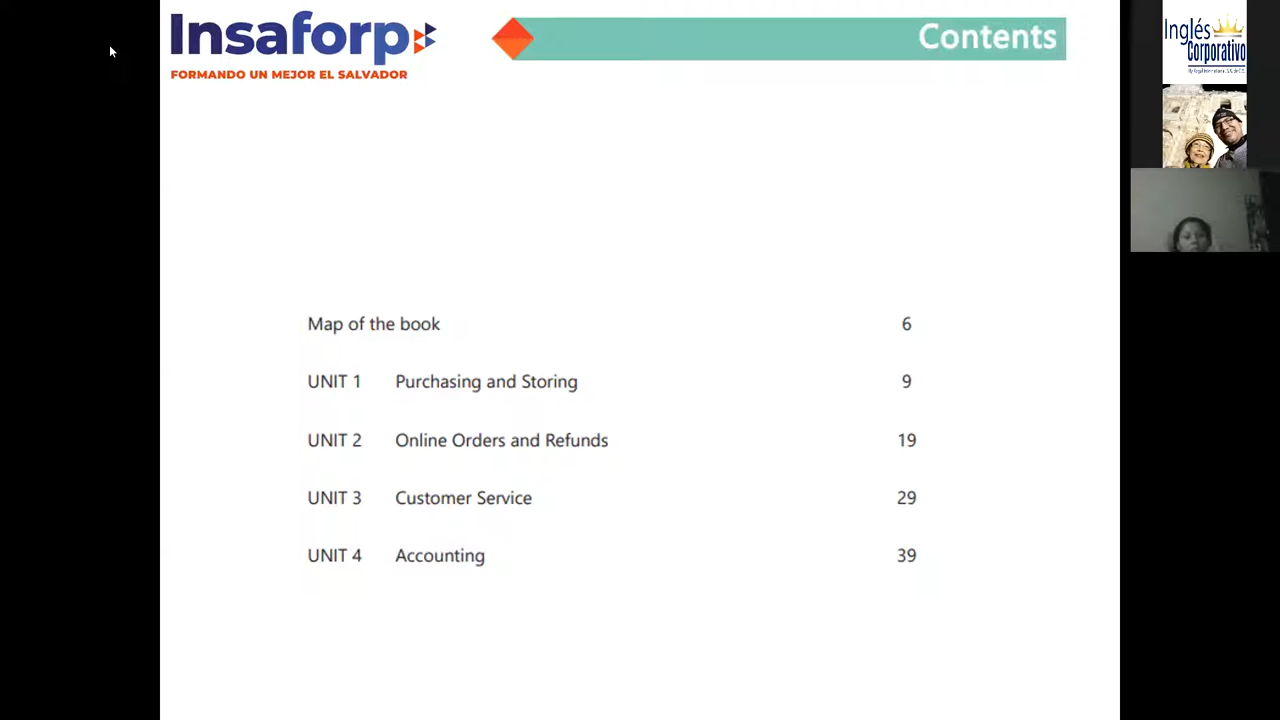 Insaforp
FORMANDO UN MEJOR EL SALVADOR
Contents
Map of the book 6
UNIT 1 Purchasing and Storing 9
UNIT 2 Online Orders and Refunds 19
UNIT 3 Customer Service 29
UNIT 4 Accounting 39
Inglés
Corporativo